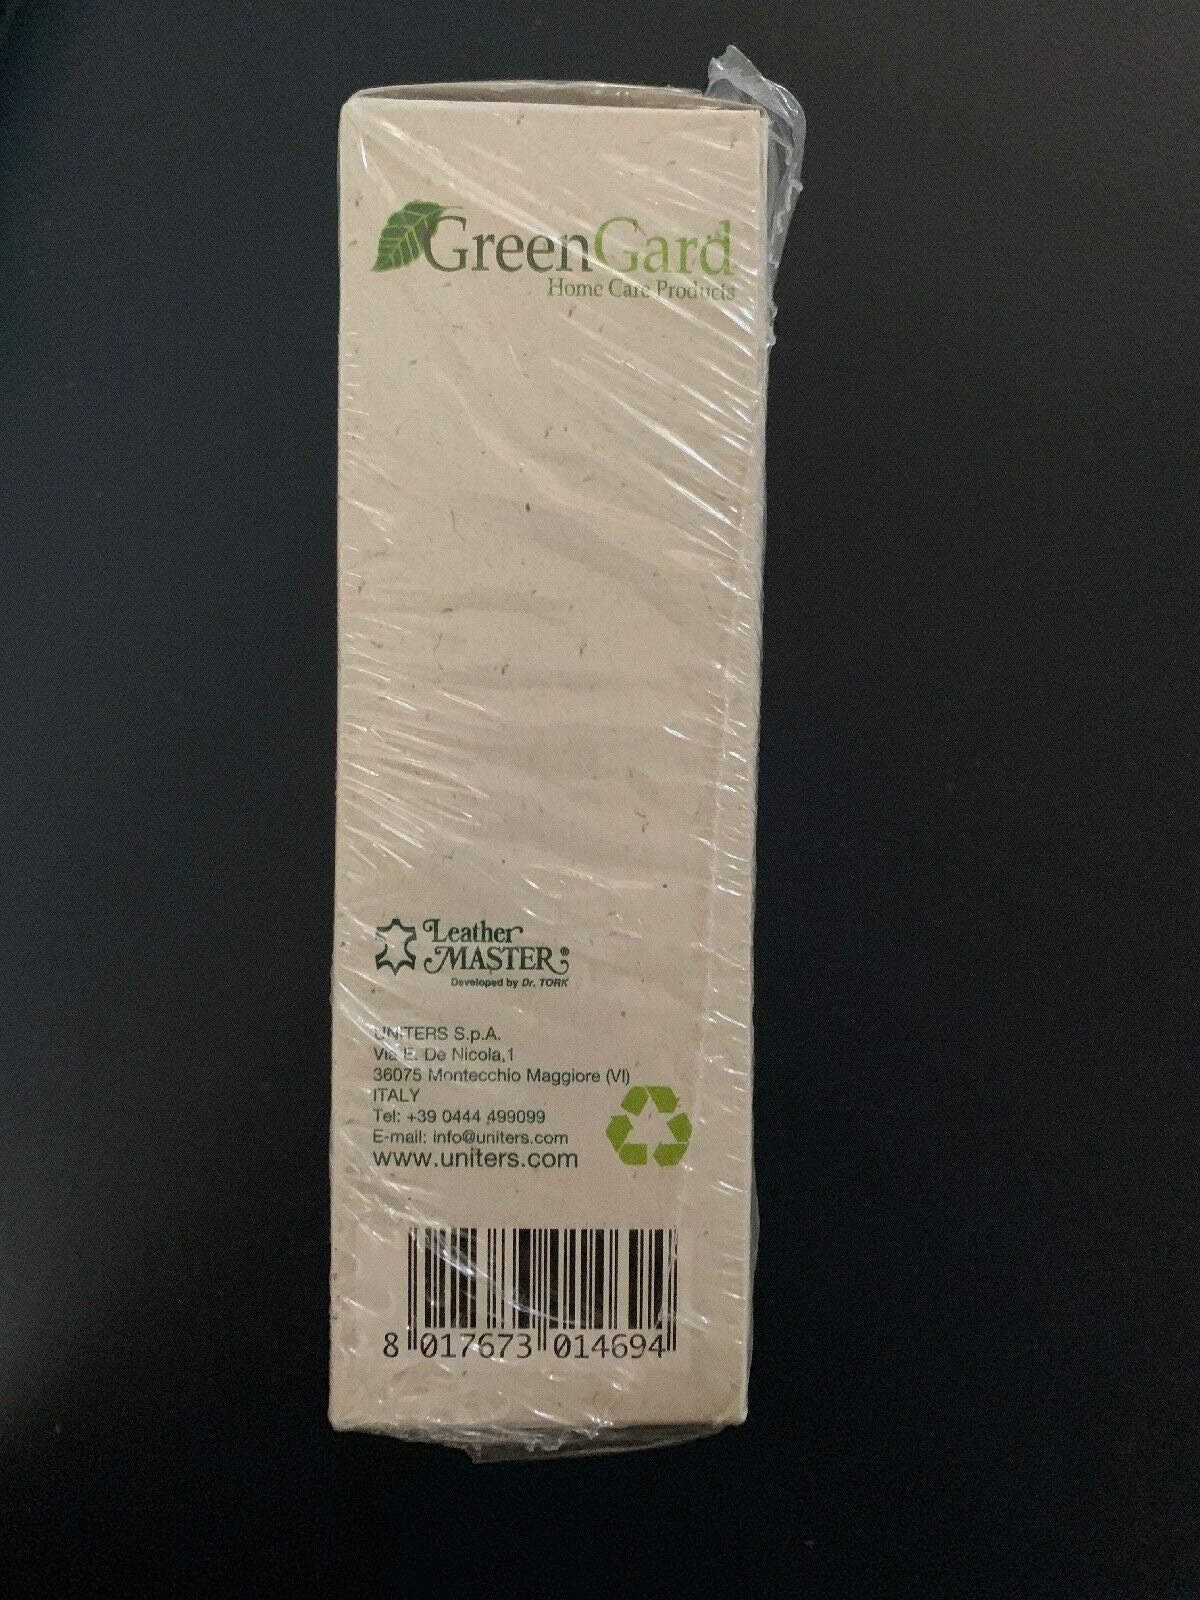 GreenGard
Home Care Products
Leather
MASTER®
Developed by Dr. TORK
UNITERS S.p.A.
Via E. De Nicola,1
36075 Montecchio Maggiore (VI)
ITALY
Tel: +39 0444 499099
E-mail: info@uniters.com
www.uniters.com
8 017673 014694